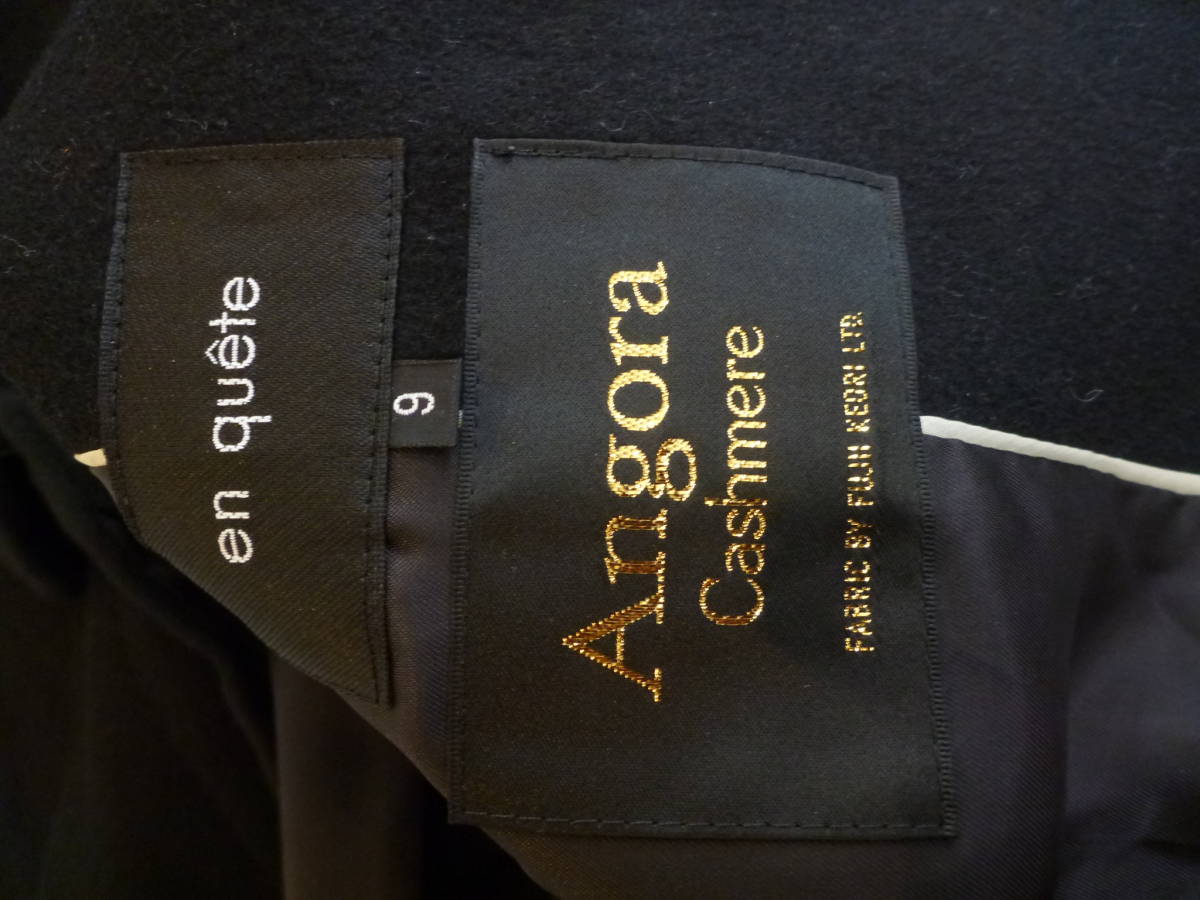 en quête
9
Angora
Cashmere
FABRIC BY FUJII KEORI LTD.